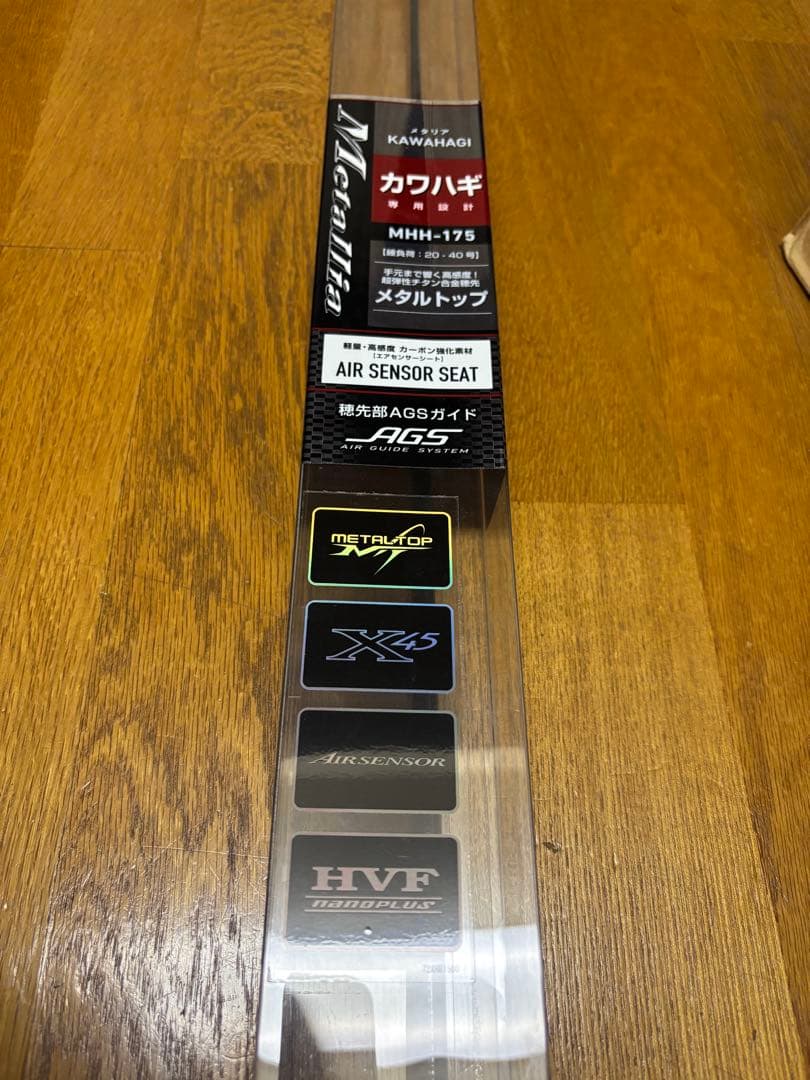 Metallia
メタリア
KAWAHAGI
カワハギ
専用設計
MHH-175
【錘負荷:20-40号】
手元まで響く高感度!
超弾性チタン合金穂先
メタルトップ
軽量・高感度 カーボン強化素材
[エアセンサーシート]
AIR SENSOR SEAT
穂先部AGSガイド
AGS
AIR GUIDE SYSTEM
METAL TOP
MT
X45
AIRSENSOR
HVF
nanoPLUS